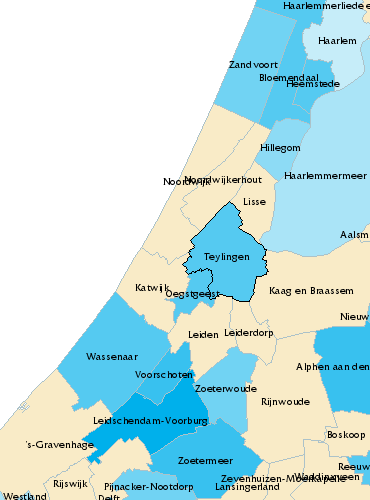 Haarlemmerliede e
Haarlem
Zandvoort
Bloemendaal
Heemstede
Hillegom
Haarlemmermeer
Noordwijkerhout
Noordwijk
Lisse
Aalsm
Teylingen
Katwijk
Oegstgeest
Kaag en Braassem
Nieuw
Leiden
Leiderdorp
Wassenaar
Alphen aan den
Voorschoten
Zoeterwoude
Rijnwoude
Leidschendam-Voorburg
Boskoop
's-Gravenhage
Zoetermeer
Reeuw
Waddinxveen
Zevenhuizen-Moerkapelle
Rijswijk
Pijnacker-Nootdorp
Lansingerland
Westland
Delft